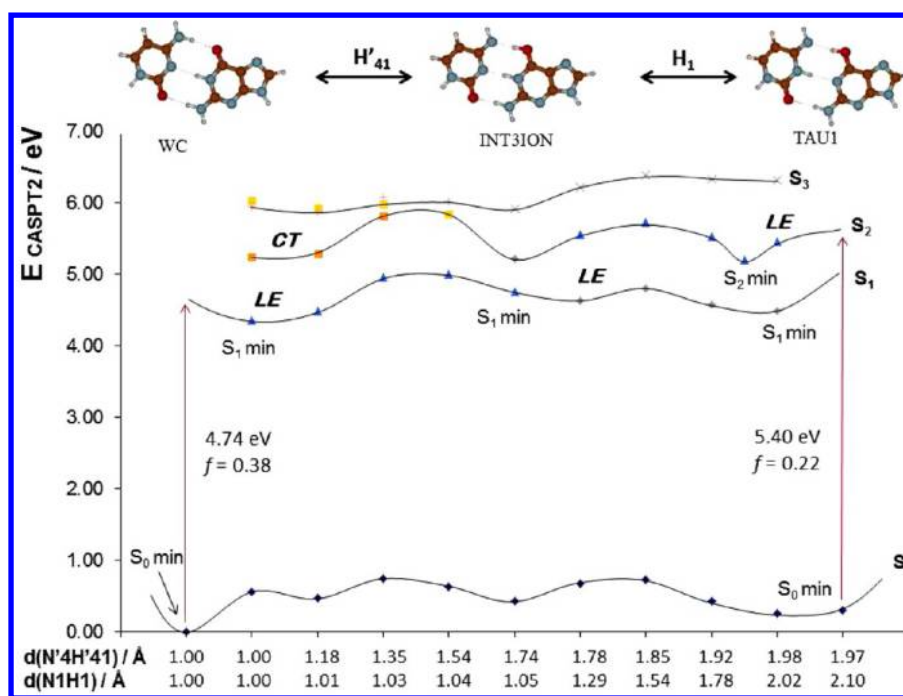 H'41 H1
WC INT3ION TAU1
E CASPT2 / eV
7.00
6.00
5.00
4.00
3.00
2.00
1.00
0.00
S3
CT LE S2
LE LE S2 min S1
S1 min S1 min S1 min
4.74 eV 5.40 eV
f = 0.38 f = 0.22
S0 min S0 min S
d(N'4H'41) / Å 1.00 1.00 1.18 1.35 1.54 1.74 1.78 1.85 1.92 1.98 1.97
d(N1H1) / Å 1.00 1.00 1.01 1.03 1.04 1.05 1.29 1.54 1.78 2.02 2.10